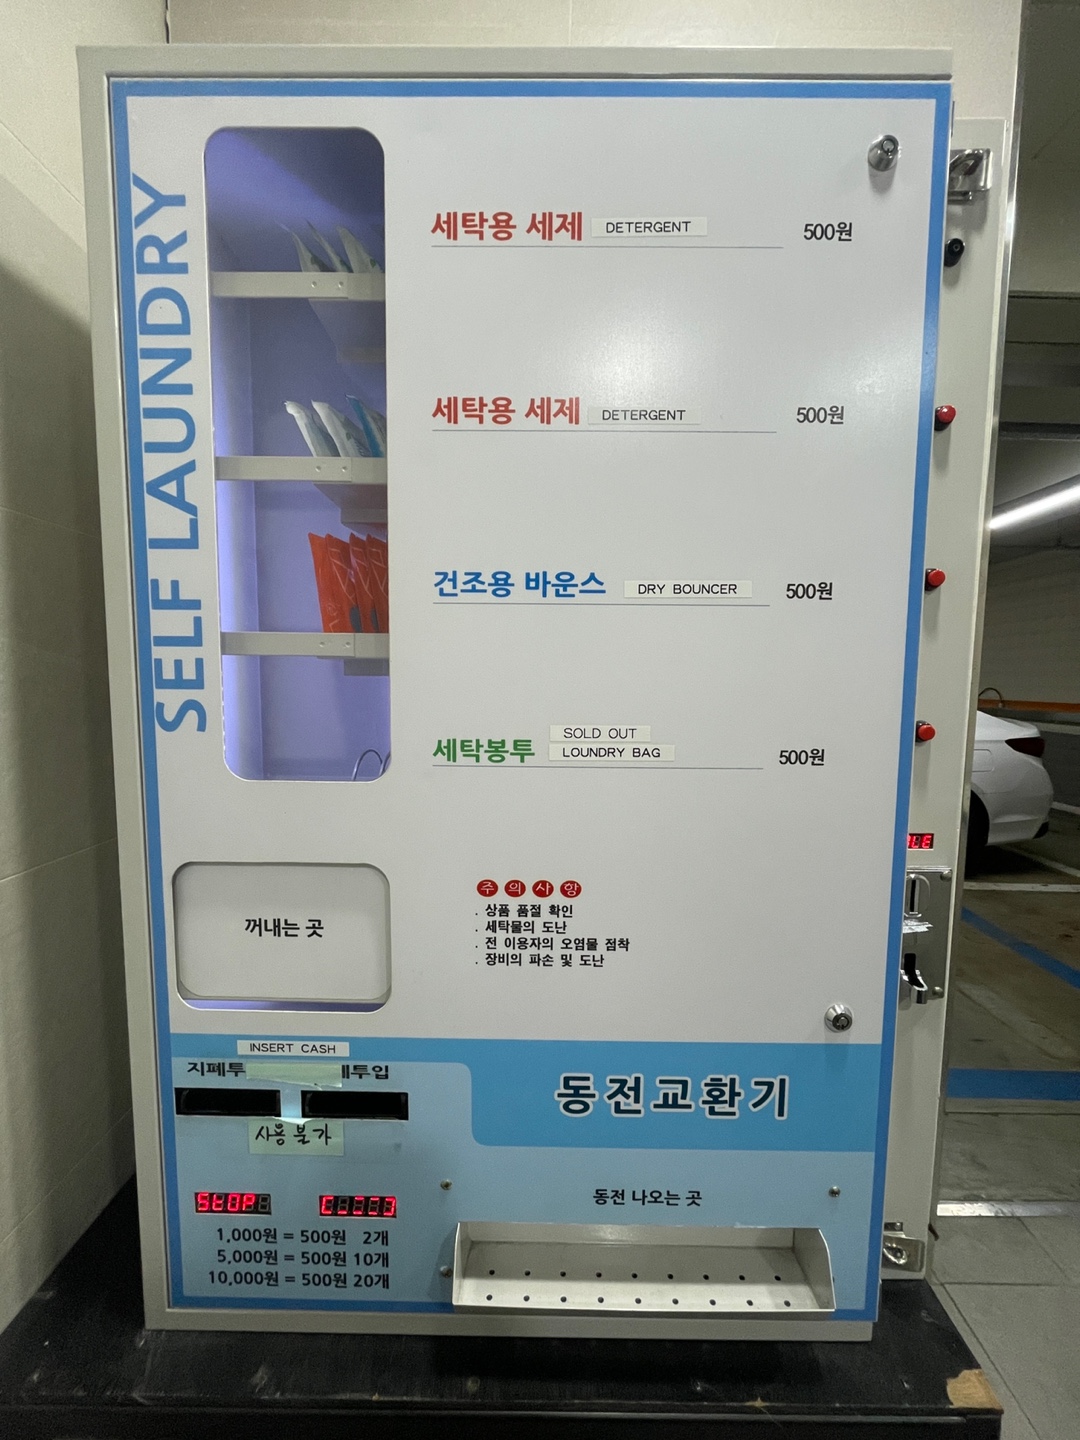 SELF LAUNDRY
세탁용 세제 DETERGENT 500원
세탁용 세제 DETERGENT 500원
건조용 바운스 DRY BOUNCER 500원
SOLD OUT
세탁봉투 LOUNDRY BAG 500원
꺼내는 곳
주의사항
. 상품 품절 확인
. 세탁물의 도난
. 전 이용자의 오염물 점착
. 장비의 파손 및 도난
INSERT CASH
지폐투 폐투입
사용 불가
동전교환기
동전 나오는 곳
StOP
1,000원 = 500원 2개
5,000원 = 500원 10개
10,000원 = 500원 20개